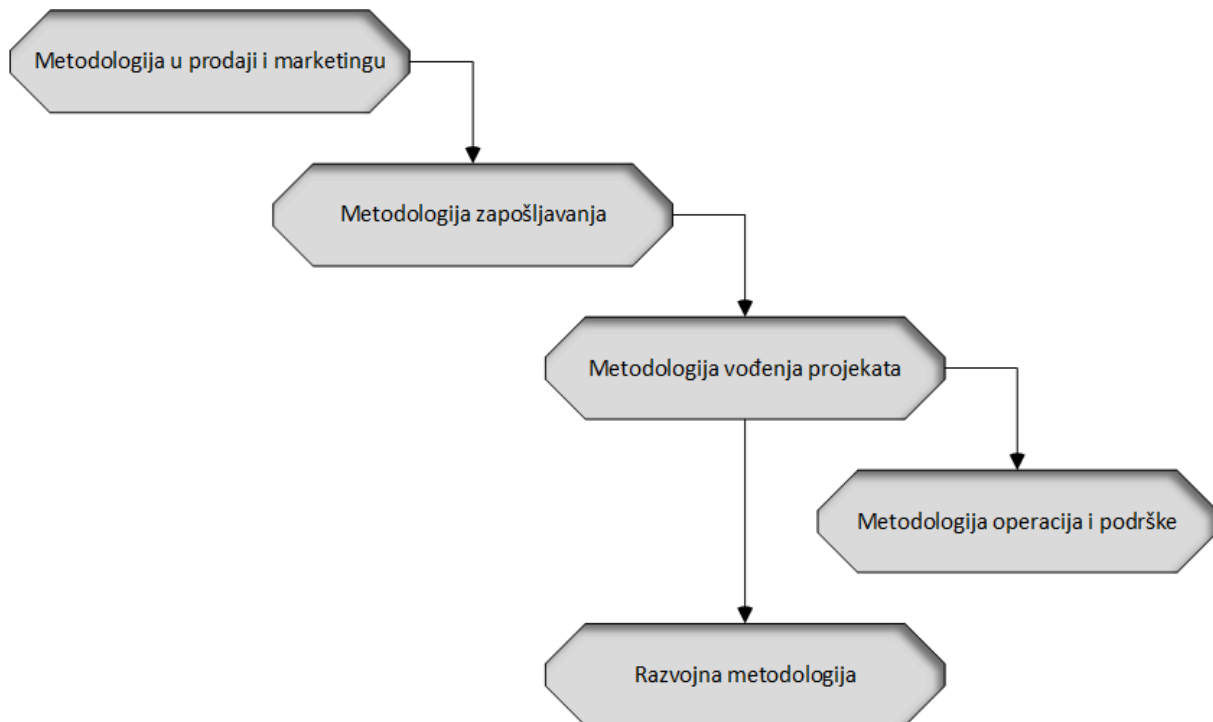 Metodologija u prodaji i marketingu
Metodologija zapošljavanja
Metodologija vođenja projekata
Metodologija operacija i podrške
Razvojna metodologija